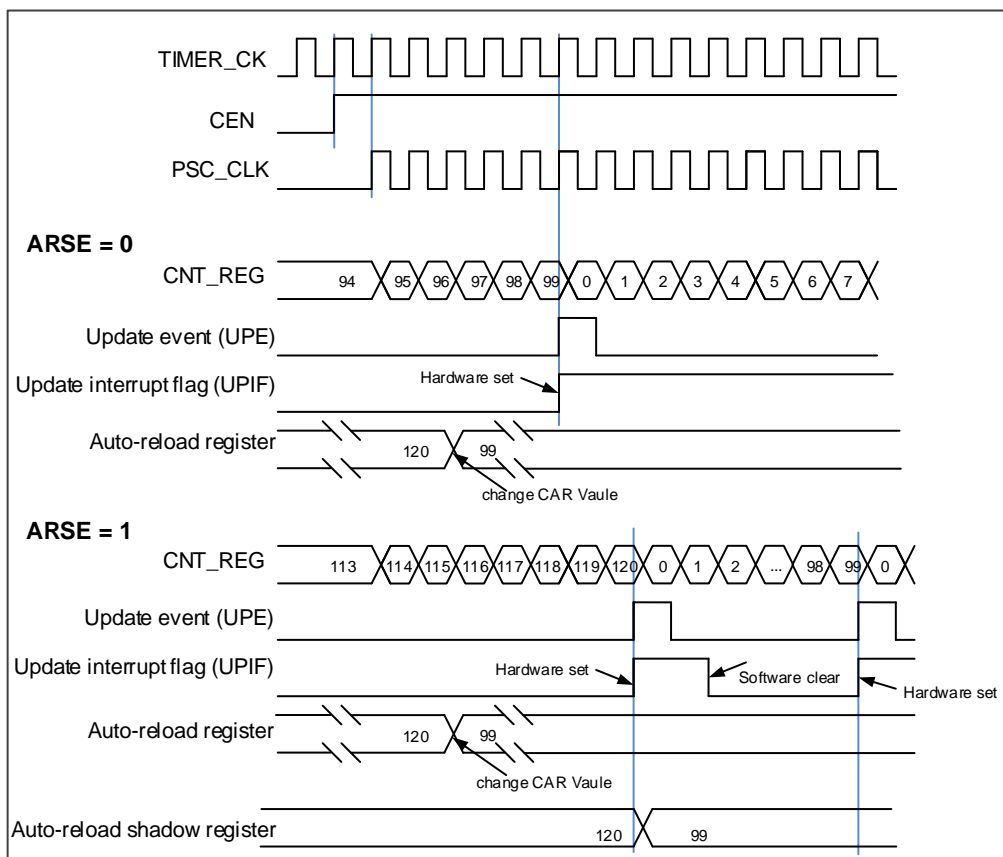 TIMER_CK
CEN
PSC_CLK
ARSE = 0
CNT_REG 94 95 96 97 98 99 0 1 2 3 4 5 6 7
Update event (UPE)
Update interrupt flag (UPIF) Hardware set
Auto-reload register 120 99
change CAR Vaule
ARSE = 1
CNT_REG 113 114 115 116 117 118 119 120 0 1 2 ... 98 99 0
Update event (UPE)
Update interrupt flag (UPIF) Hardware set Software clear Hardware set
Auto-reload register 120 99
change CAR Vaule
Auto-reload shadow register 120 99